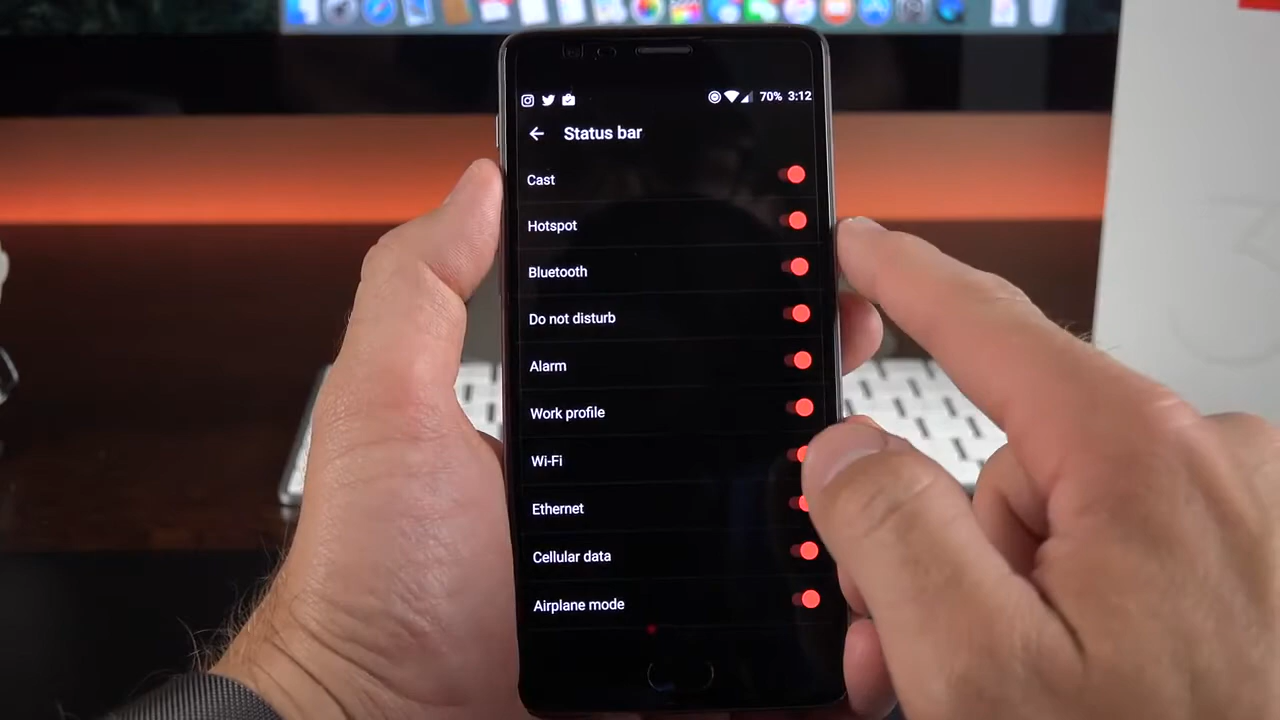 70% 3:12
Status bar
Cast
Hotspot
Bluetooth
Do not disturb
Alarm
Work profile
Wi-Fi
Ethernet
Cellular data
Airplane mode
3